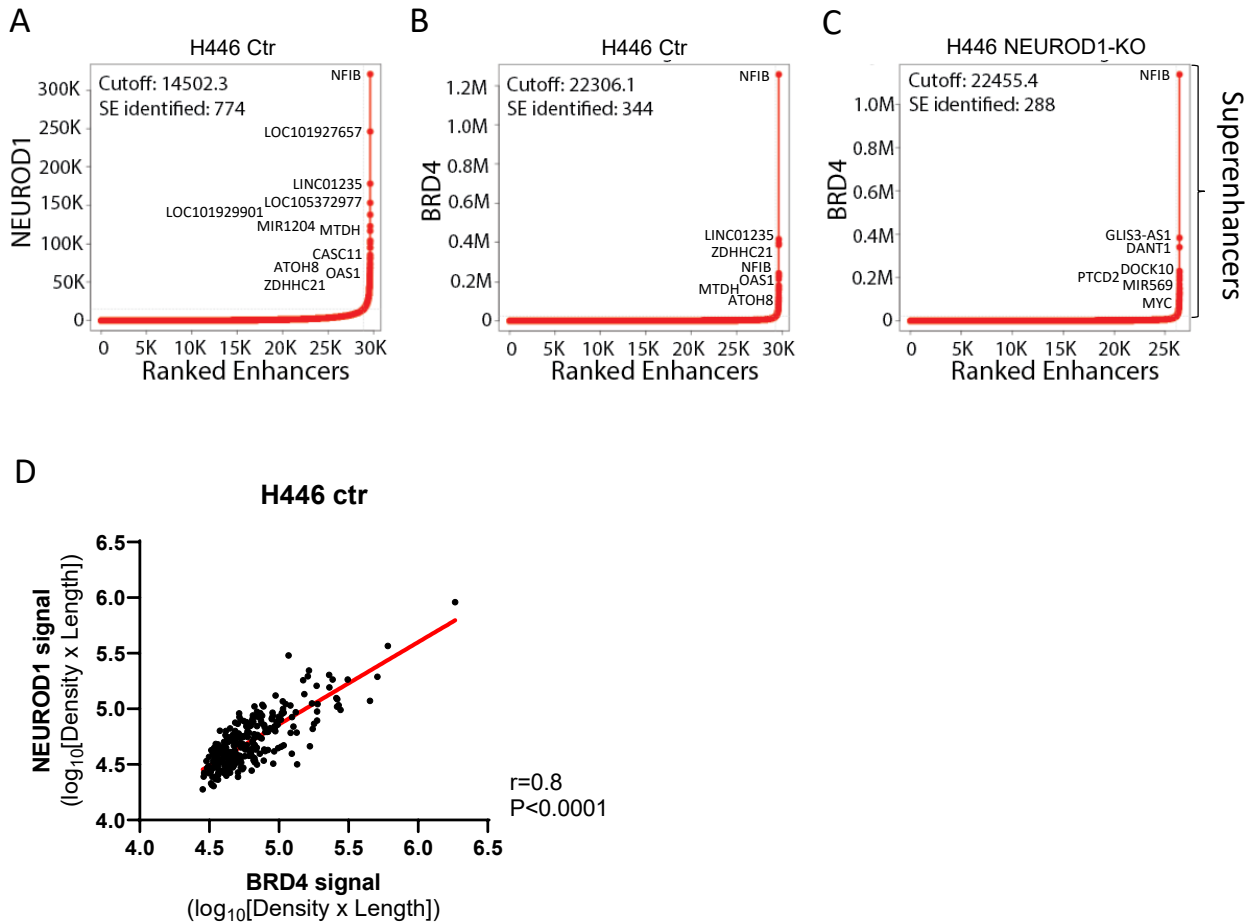 A
H446 Ctr
NEUROD1
300K
250K
200K
150K
100K
50K
0
Cutoff: 14502.3
SE identified: 774
NFIB
LOC101927657
LINC01235
LOC105372977
LOC101929901
MIR1204 MTDH
CASC11
ATOH8
OAS1
ZDHHC21
0 5K 10K 15K 20K 25K 30K
Ranked Enhancers
B
H446 Ctr
BRD4
1.2M
1.0M
0.8M
0.6M
0.4M
0.2M
0
Cutoff: 22306.1
SE identified: 344
NFIB
LINC01235
ZDHHC21
NFIB
OAS1
MTDH
ATOH8
0 5K 10K 15K 20K 25K 30K
Ranked Enhancers
C
H446 NEUROD1-KO
BRD4
1.0M
0.8M
0.6M
0.4M
0.2M
0
Cutoff: 22455.4
SE identified: 288
NFIB
GLIS3-AS1
DANT1
DOCK10
PTCD2
MIR569
MYC
0 5K 10K 15K 20K 25K
Ranked Enhancers
Superenhancers
D
H446 ctr
NEUROD1 signal
(log10[Density x Length])
6.5
6.0
5.5
5.0
4.5
4.0
4.0 4.5 5.0 5.5 6.0 6.5
BRD4 signal
(log10[Density x Length])
r=0.8
P<0.0001